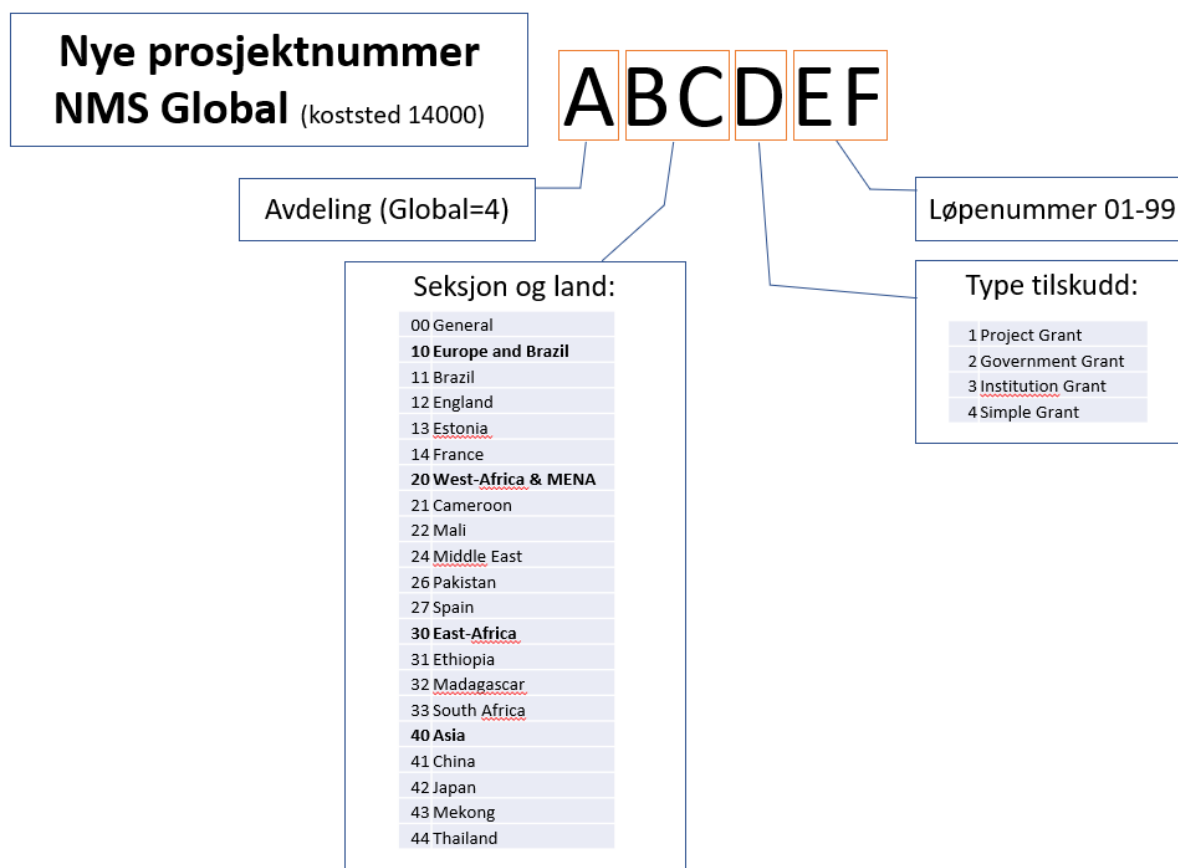 Nye prosjektnummer
NMS Global (koststed 14000)
ABCDEF
Avdeling (Global=4)
Løpenummer 01-99
Seksjon og land:
00 General
10 Europe and Brazil
11 Brazil
12 England
13 Estonia
14 France
20 West-Africa & MENA
21 Cameroon
22 Mali
24 Middle East
26 Pakistan
27 Spain
30 East-Africa
31 Ethiopia
32 Madagascar
33 South Africa
40 Asia
41 China
42 Japan
43 Mekong
44 Thailand
Type tilskudd:
1 Project Grant
2 Government Grant
3 Institution Grant
4 Simple Grant